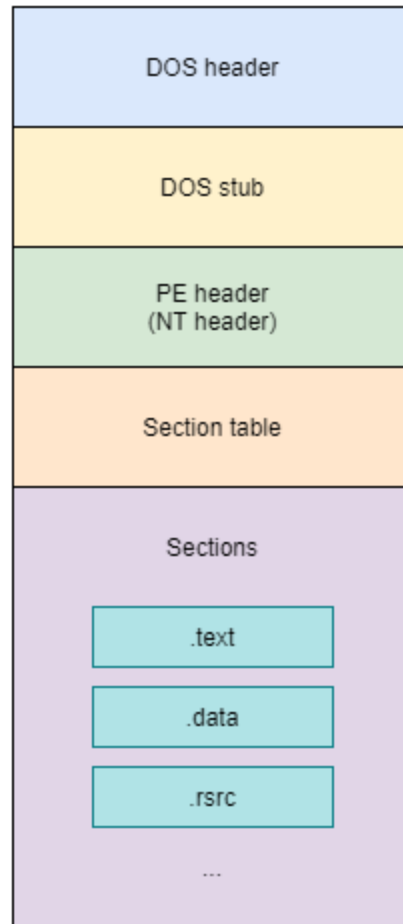 DOS header
DOS stub
PE header
(NT header)
Section table
Sections
.text
.data
.rsrc
...